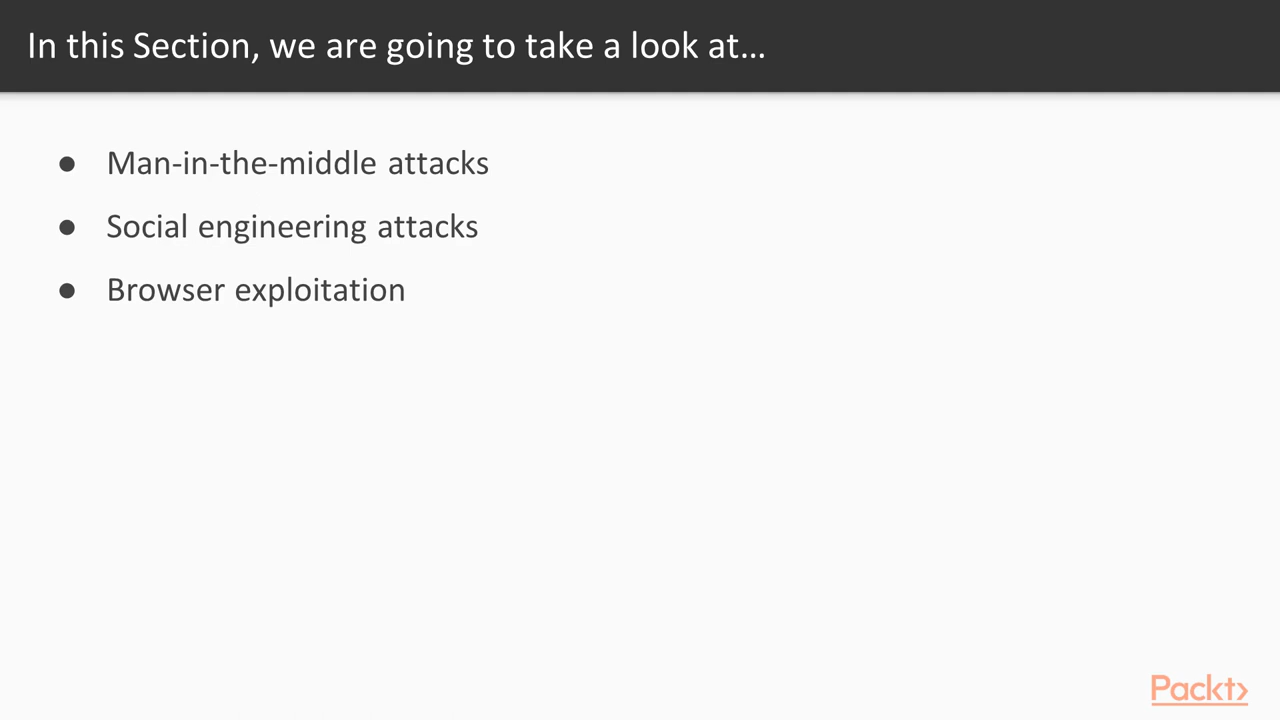 In this Section, we are going to take a look at...
● Man-in-the-middle attacks
● Social engineering attacks
● Browser exploitation
Packt>